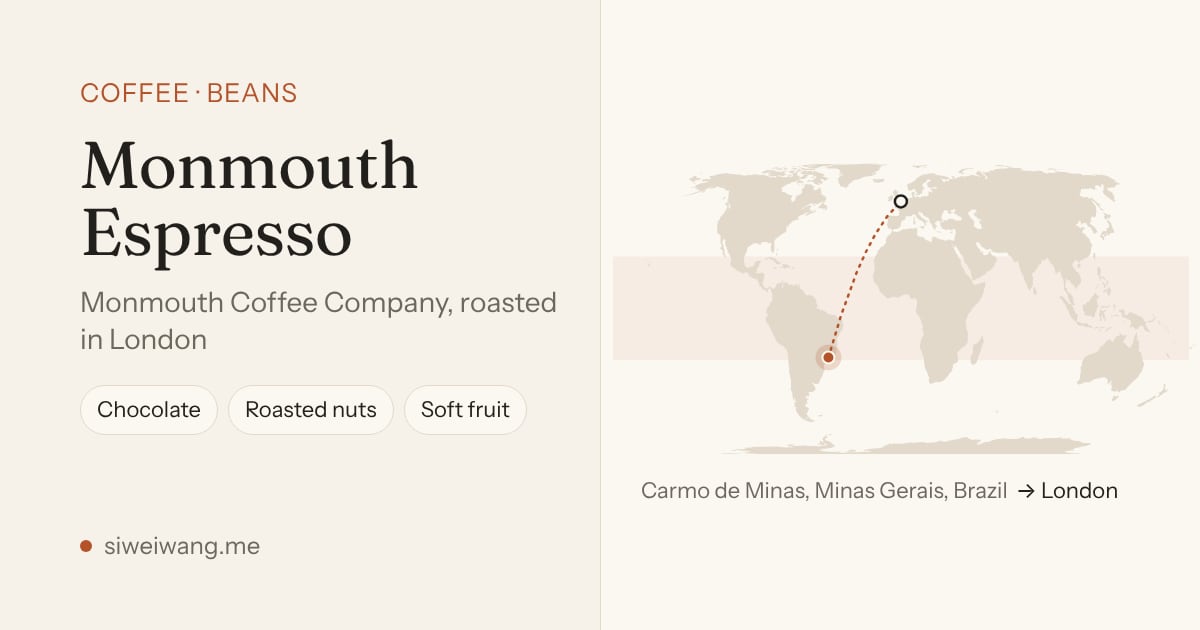 COFFEE · BEANS
Monmouth
Espresso
Monmouth Coffee Company, roasted
in London
Chocolate
Roasted nuts
Soft fruit
siweiwang.me
Carmo de Minas, Minas Gerais, Brazil → London